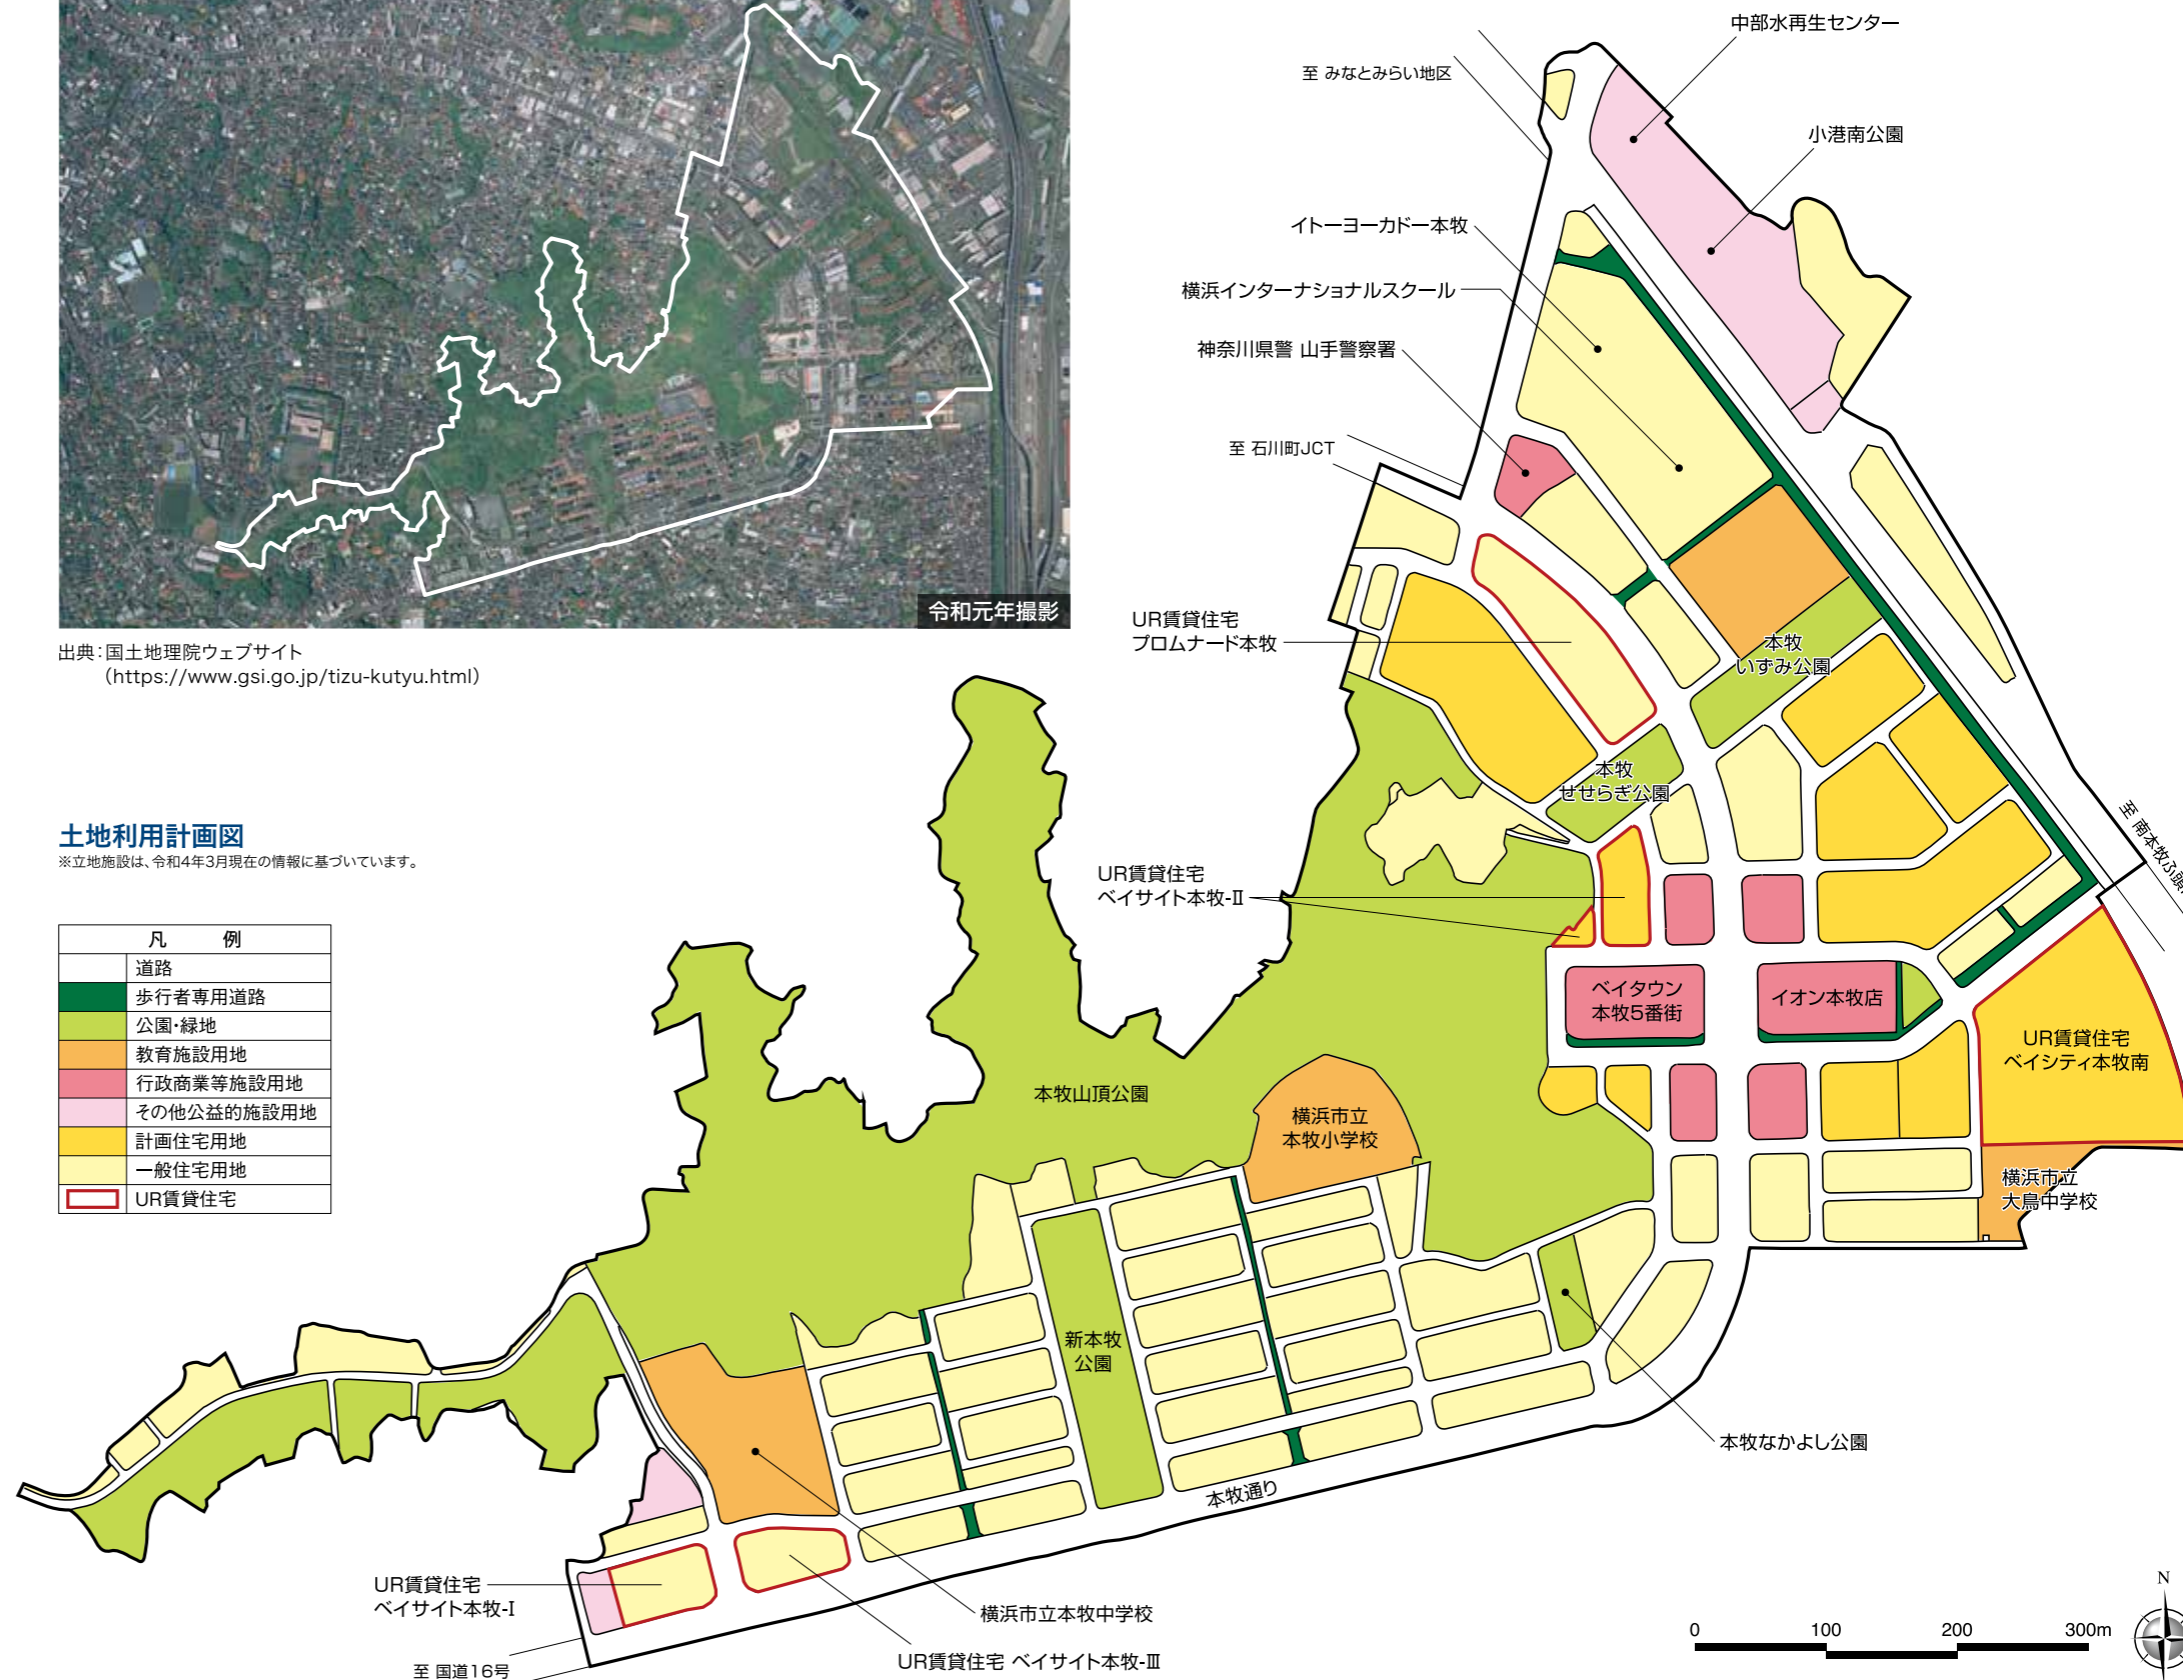 令和元年撮影
出典：国土地理院ウェブサイト
（https://www.gsi.go.jp/tizu-kutyu.html）
土地利用計画図
※立地施設は、令和4年3月現在の情報に基づいています。
凡 例
道路
歩行者専用道路
公園・緑地
教育施設用地
行政商業等施設用地
その他公益的施設用地
計画住宅用地
一般住宅用地
UR賃貸住宅
中部水再生センター
至 みなとみらい地区
小港南公園
イトーヨーカドー本牧
横浜インターナショナルスクール
神奈川県警 山手警察署
至 石川町JCT
UR賃貸住宅
プロムナード本牧
本牧
いずみ公園
本牧
せせらぎ公園
至 南本牧ふ頭
UR賃貸住宅
ベイサイト本牧-Ⅱ
ベイタウン
本牧5番街
イオン本牧店
UR賃貸住宅
ベイシティ本牧南
本牧山頂公園
横浜市立
本牧小学校
横浜市立
大鳥中学校
新本牧
公園
本牧なかよし公園
本牧通り
UR賃貸住宅
ベイサイト本牧-Ⅰ
横浜市立本牧中学校
UR賃貸住宅 ベイサイト本牧-Ⅲ
至 国道16号
0 100 200 300m
N